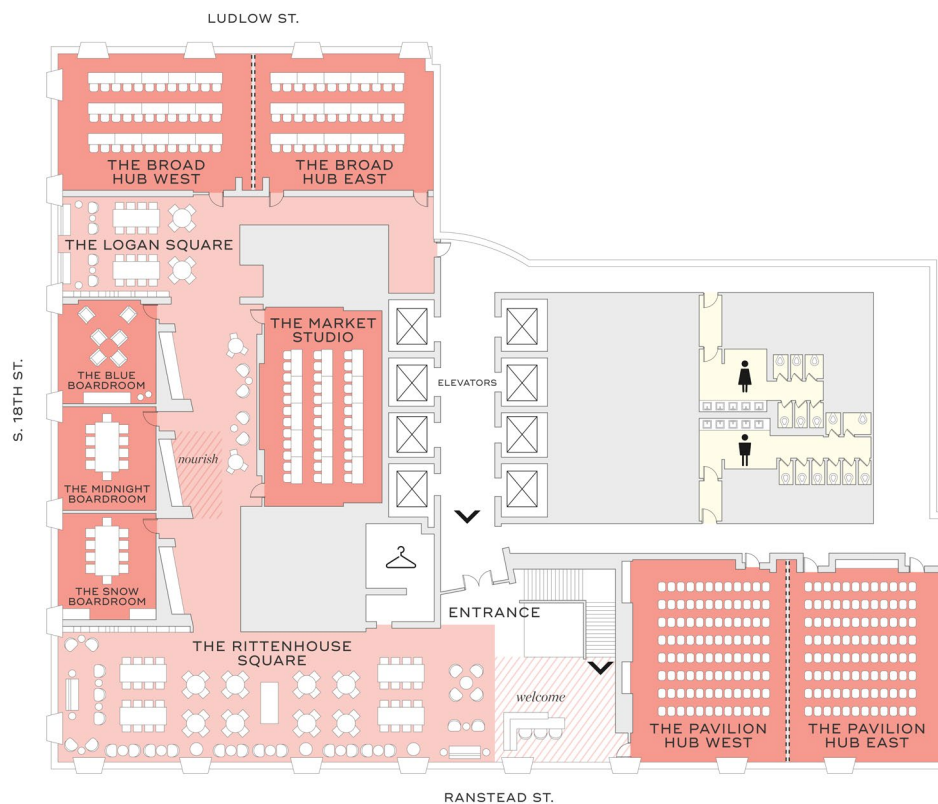 LUDLOW ST.
THE BROAD
HUB WEST
THE BROAD
HUB EAST
THE LOGAN SQUARE
THE MARKET
STUDIO
THE BLUE
BOARDROOM
ELEVATORS
S. 18TH ST.
nourish
THE MIDNIGHT
BOARDROOM
THE SNOW
BOARDROOM
ENTRANCE
THE RITTENHOUSE
SQUARE
welcome
THE PAVILION
HUB WEST
THE PAVILION
HUB EAST
RANSTEAD ST.